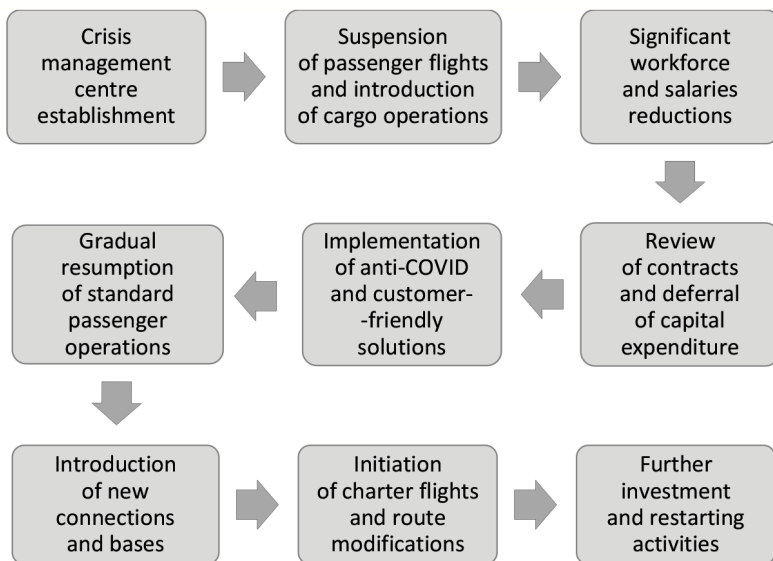 Crisis
management
centre
establishment
Suspension
of passenger flights
and introduction
of cargo operations
Significant
workforce
and salaries
reductions
Review
of contracts
and deferral
of capital
expenditure
Implementation
of anti-COVID
and customer-
-friendly
solutions
Gradual
resumption
of standard
passenger
operations
Introduction
of new
connections
and bases
Initiation
of charter flights
and route
modifications
Further
investment
and restarting
activities